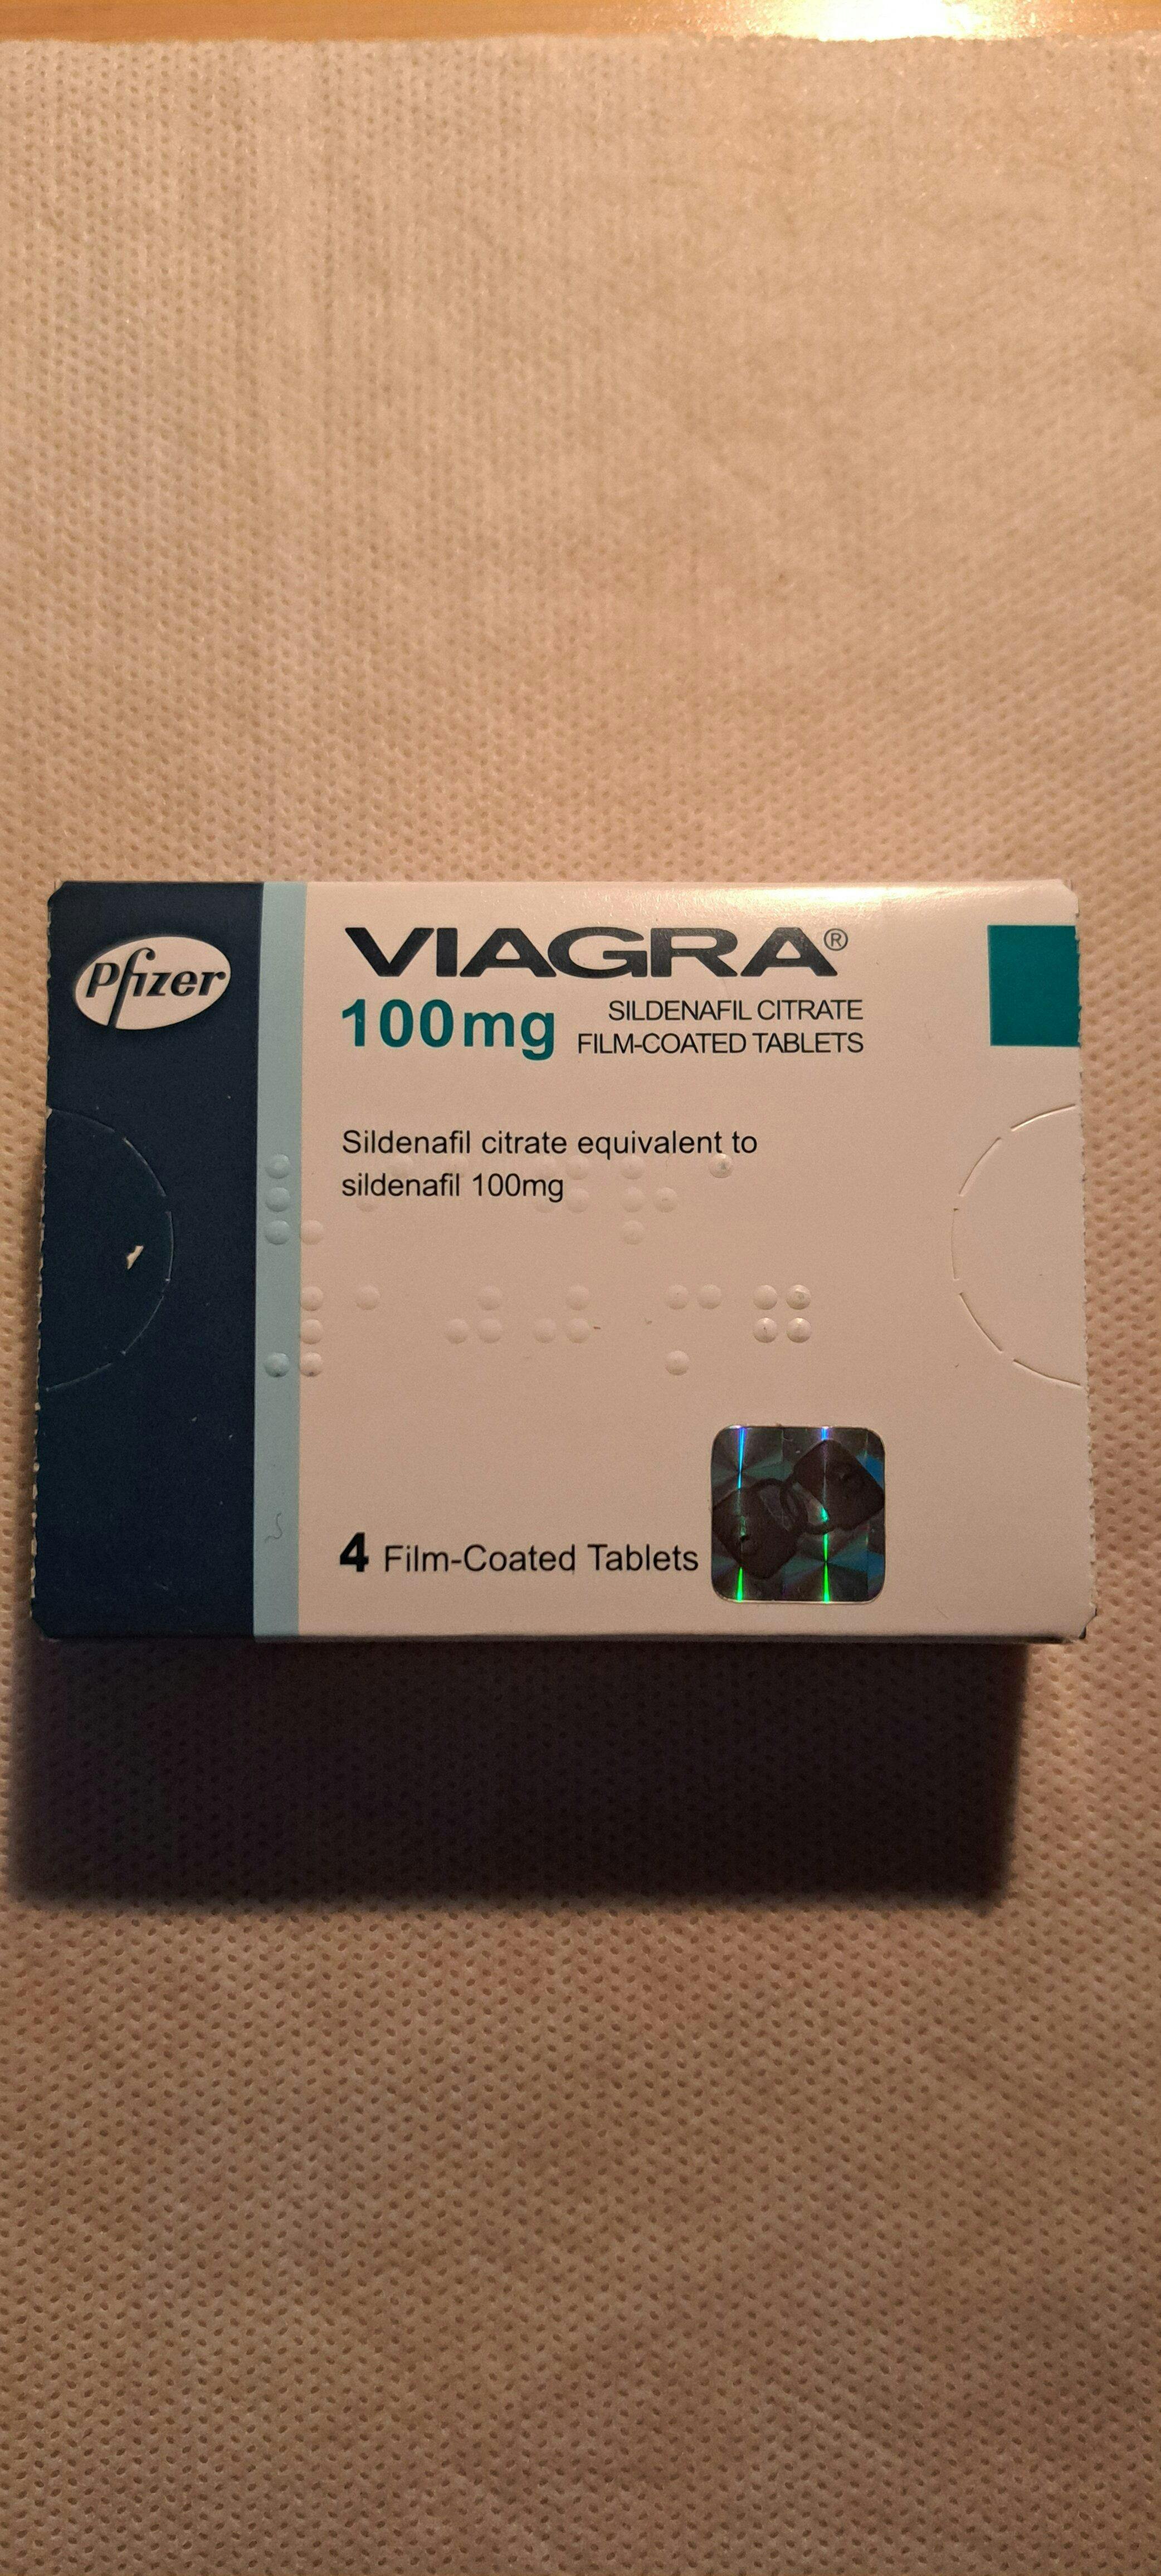 Pfizer
VIAGRA®
100mg
SILDENAFIL CITRATE
FILM-COATED TABLETS
Sildenafil citrate equivalent to
sildenafil 100mg
4 Film-Coated Tablets